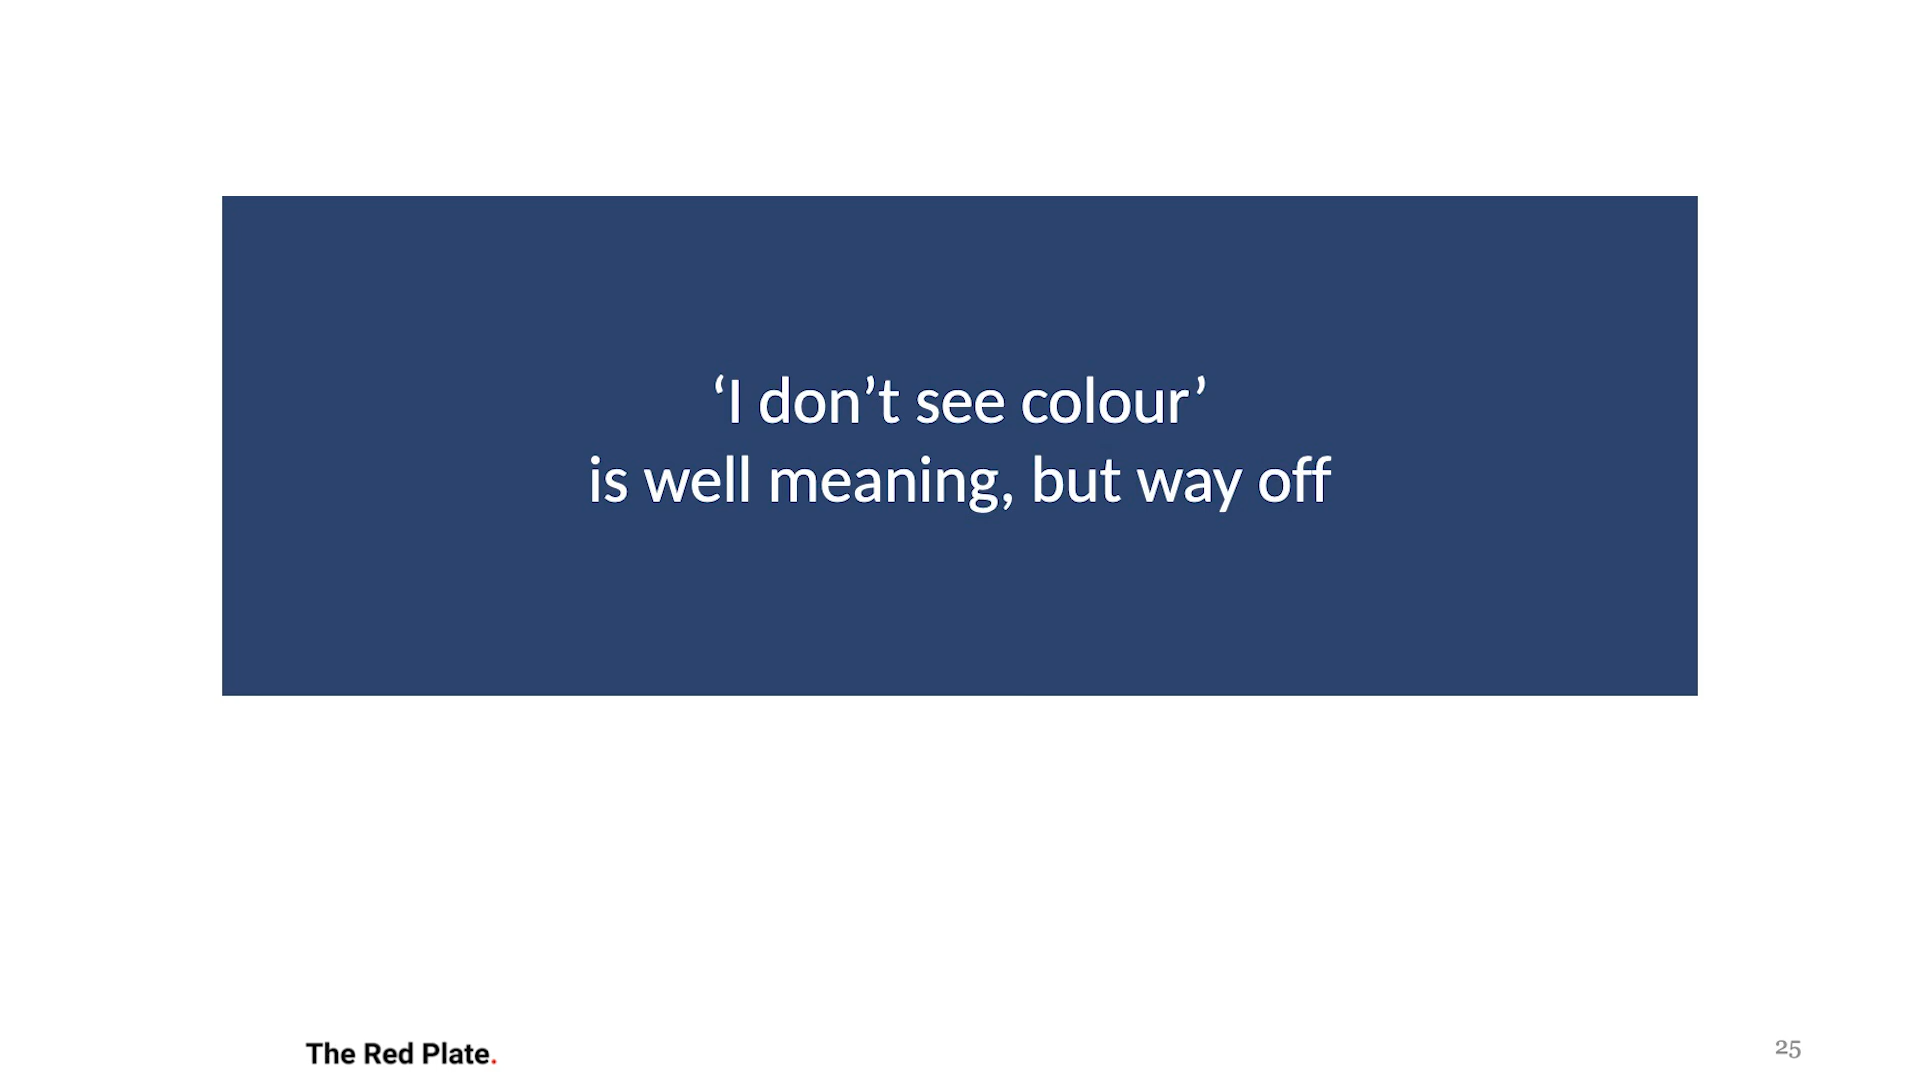 ‘I don’t see colour’
is well meaning, but way off
The Red Plate.
25